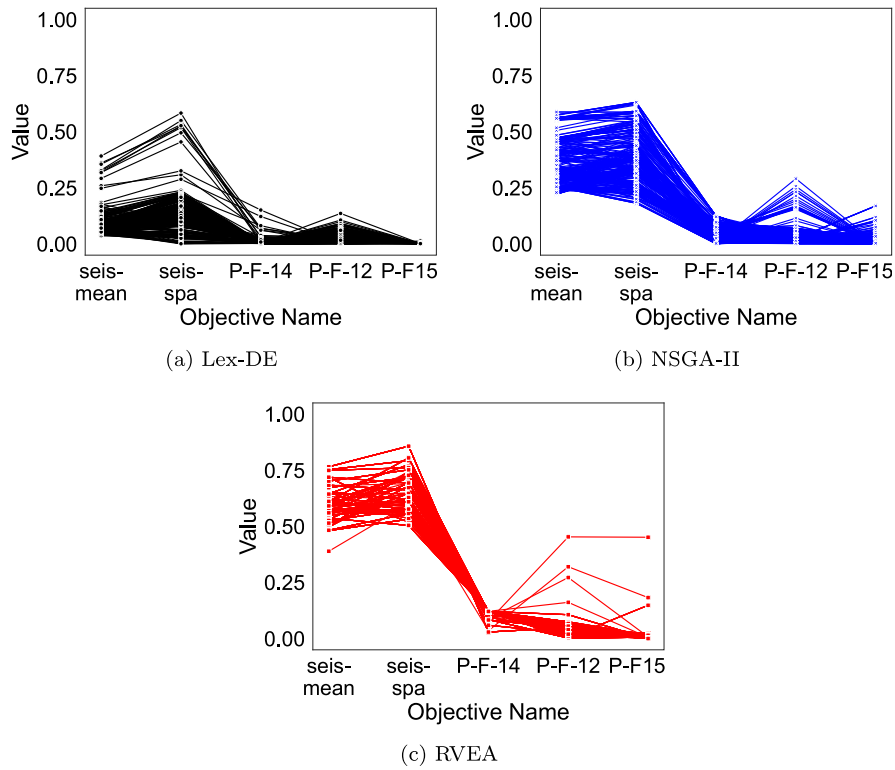 1.00
0.75
0.50
0.25
0.00
Value
seis-
mean
seis-
spa
P-F-14
P-F-12
P-F15
Objective Name
(a) Lex-DE
1.00
0.75
0.50
0.25
0.00
Value
seis-
mean
seis-
spa
P-F-14
P-F-12
P-F15
Objective Name
(b) NSGA-II
1.00
0.75
0.50
0.25
0.00
Value
seis-
mean
seis-
spa
P-F-14
P-F-12
P-F15
Objective Name
(c) RVEA